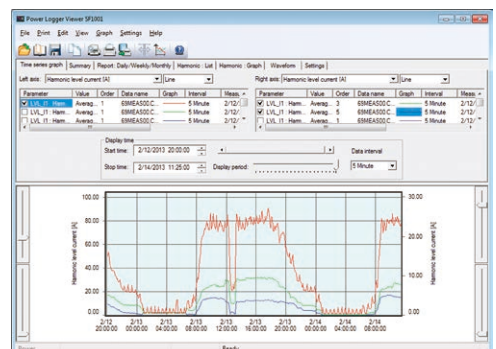 Power Logger Viewer SF1001
File Print Edit View Graph Settings Help
Time series graph Summary Report: Daily/Weekly/Monthly Harmonic : List Harmonic : Graph Waveform Settings
Left axis: Harmonic level current [A] Line Right axis: Harmonic level current [A] Line
Parameter Value Order Data name Graph Interval Meas. Parameter Value Order Data name Graph Interval Meas.
LVL_I1 Harm... Averag... 1 69MEAS00.C... 5 Minute 2/12/ LVL_I1 Harm... Averag... 3 69MEAS00.C... 5 Minute 2/12/
LVL_I1 Harm... Averag... 1 69MEAS00.C... 5 Minute 2/12/ LVL_I1 Harm... Averag... 5 69MEAS00.C... 5 Minute 2/12/
LVL_I1 Harm... Averag... 1 69MEAS00.C... 5 Minute 2/12/ LVL_I1 Harm... Averag... 1 69MEAS00.C... 5 Minute 2/12/
Display time
Start time: 2/12/2013 20:00:00 Data interval
Stop time: 2/14/2013 11:25:00 Display period: 5 Minute
100.00 30.00
80.00
60.00 20.00
40.00
10.00
20.00
0.00 0.00
Harmonic level current [A]
Harmonic level current [A]
2/12 2/13 2/13 2/13 2/13 2/13 2/13 2/14 2/14 2/14
20:00:00 00:00:00 04:00:00 08:00:00 12:00:00 16:00:00 20:00:00 00:00:00 04:00:00 08:00:00
Ready